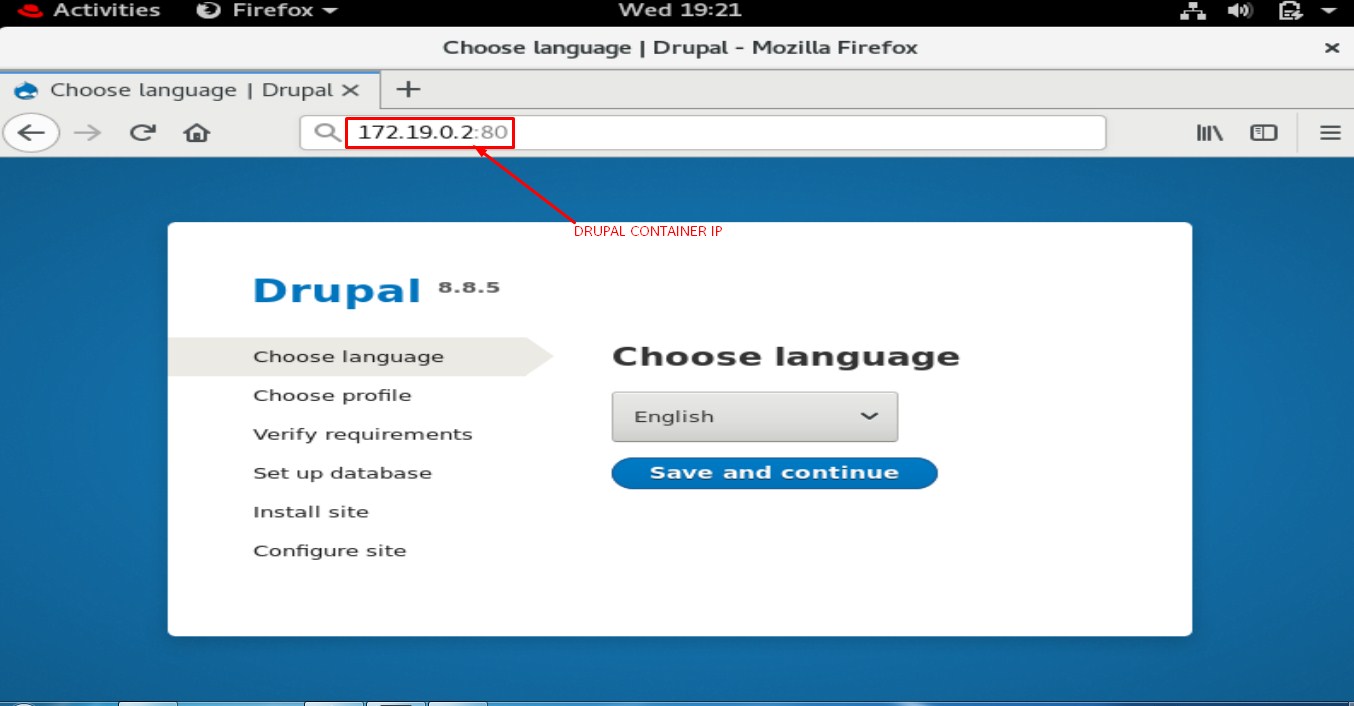 Activities Firefox Wed 19:21
Choose language | Drupal - Mozilla Firefox
Choose language | Drupal
172.19.0.2:80
DRUPAL CONTAINER IP
Drupal 8.8.5
Choose language
Choose profile
Verify requirements
Set up database
Install site
Configure site
Choose language
English
Save and continue